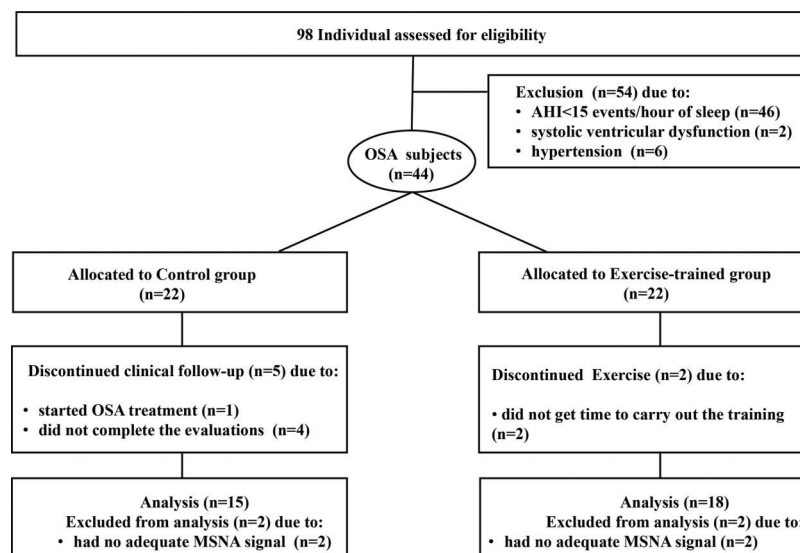 98 Individual assessed for eligibility
Exclusion (n=54) due to:
• AHI<15 events/hour of sleep (n=46)
• systolic ventricular dysfunction (n=2)
• hypertension (n=6)
OSA subjects
(n=44)
Allocated to Control group
(n=22)
Allocated to Exercise-trained group
(n=22)
Discontinued clinical follow-up (n=5) due to:
• started OSA treatment (n=1)
• did not complete the evaluations (n=4)
Discontinued Exercise (n=2) due to:
• did not get time to carry out the training
(n=2)
Analysis (n=15)
Excluded from analysis (n=2) due to:
• had no adequate MSNA signal (n=2)
Analysis (n=18)
Excluded from analysis (n=2) due to:
• had no adequate MSNA signal (n=2)